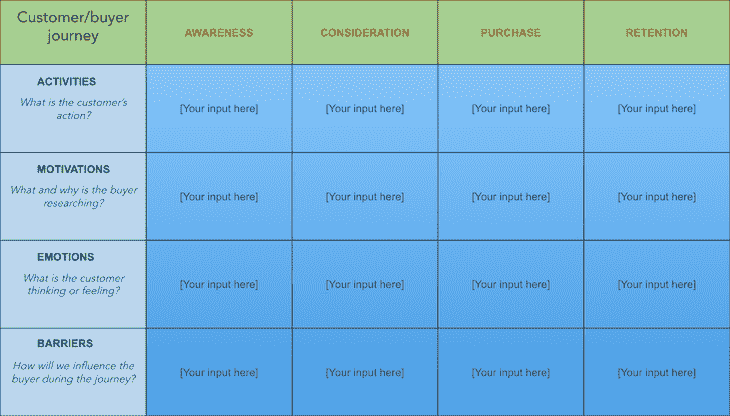 Customer/buyer
journey
AWARENESS
CONSIDERATION
PURCHASE
RETENTION
ACTIVITIES
What is the customer's
action?
[Your input here]
[Your input here]
[Your input here]
[Your input here]
MOTIVATIONS
What and why is the buyer
researching?
[Your input here]
[Your input here]
[Your input here]
[Your input here]
EMOTIONS
What is the customer
thinking or feeling?
[Your input here]
[Your input here]
[Your input here]
[Your input here]
BARRIERS
How will we influence the
buyer during the journey?
[Your input here]
[Your input here]
[Your input here]
[Your input here]